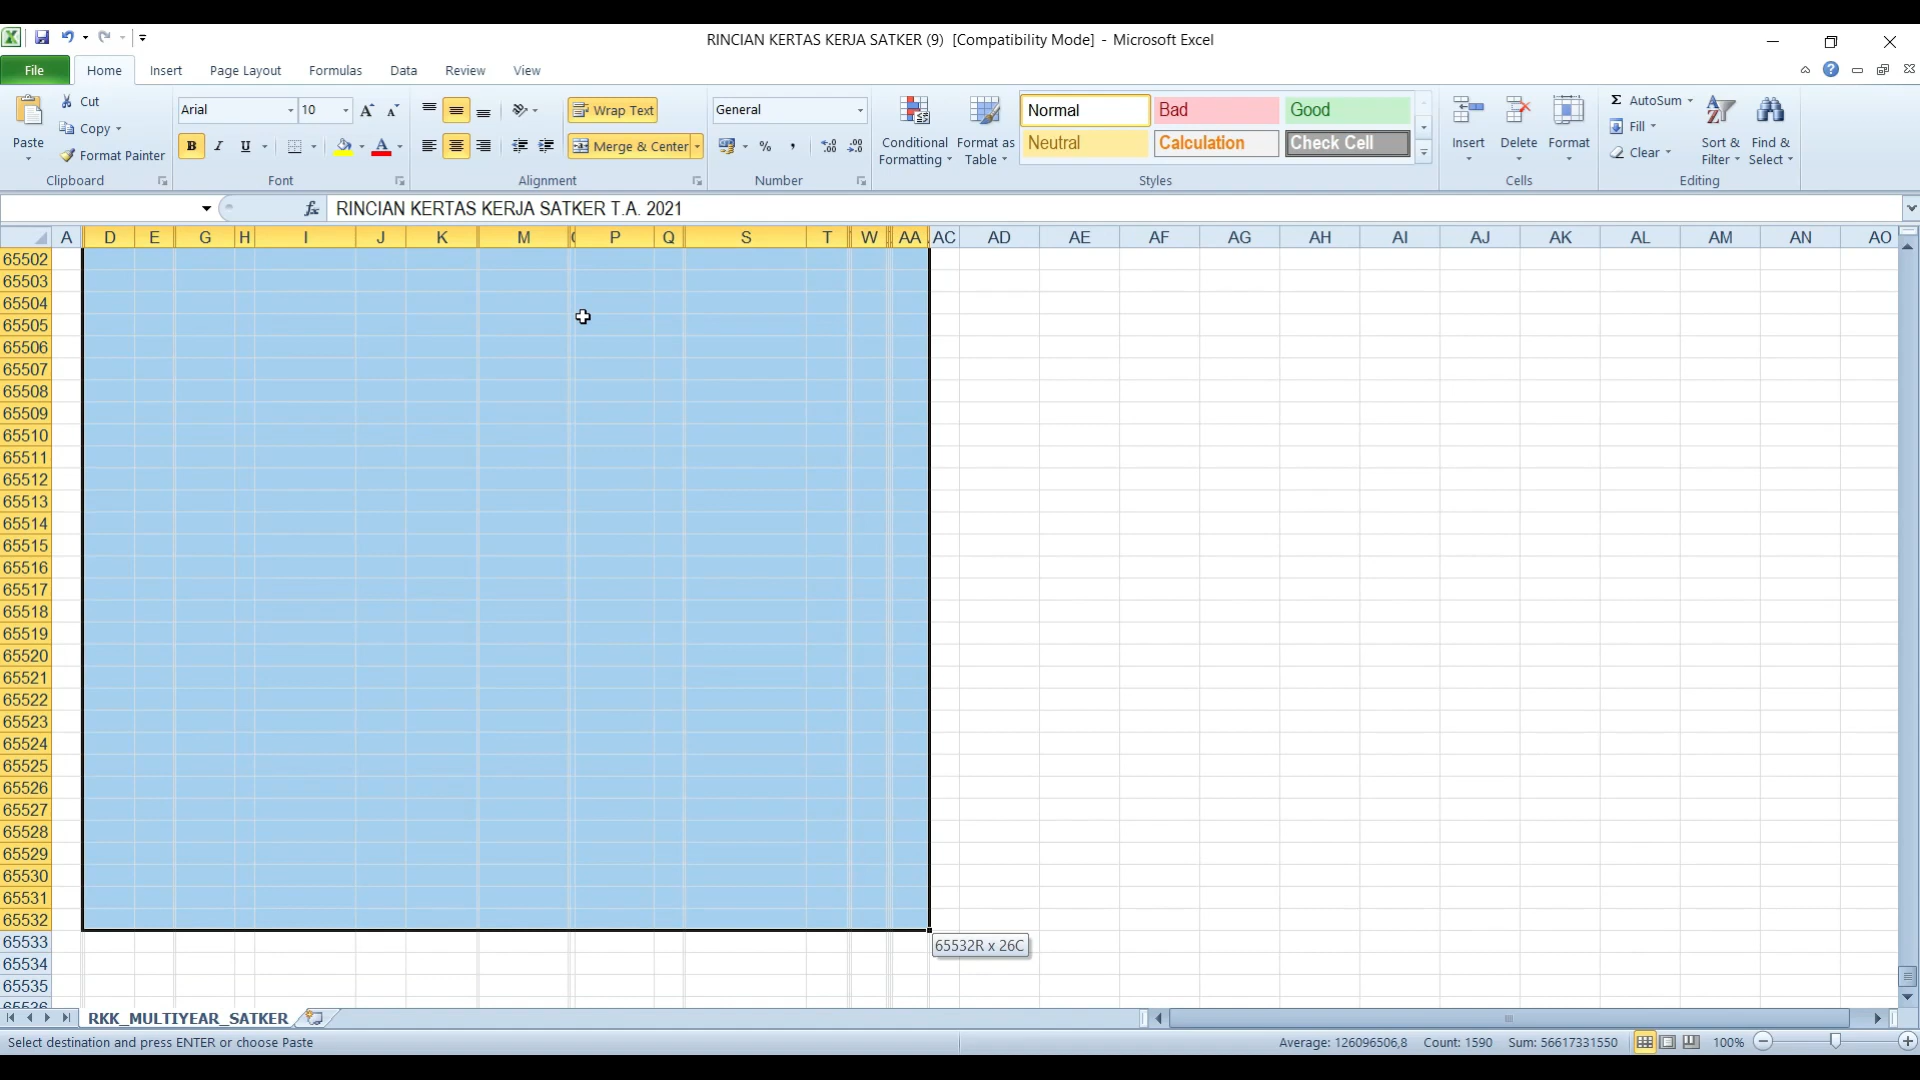 RINCIAN KERTAS KERJA SATKER (9) [Compatibility Mode] - Microsoft Excel
File Home Insert Page Layout Formulas Data Review View
Paste
Cut
Copy
Format Painter
Clipboard
Arial 10
B I U
Font
Wrap Text
Merge & Center
Alignment
General
Number
Conditional Formatting
Format as Table
Normal Bad Good
Neutral Calculation Check Cell
Styles
Insert Delete Format
Cells
AutoSum
Fill
Clear
Sort & Filter
Find & Select
Editing
fx RINCIAN KERTAS KERJA SATKER T.A. 2021
A D E G H I J K M P Q S T W AA AC AD AE AF AG AH AI AJ AK AL AM AN AO
65502
65503
65504
65505
65506
65507
65508
65509
65510
65511
65512
65513
65514
65515
65516
65517
65518
65519
65520
65521
65522
65523
65524
65525
65526
65527
65528
65529
65530
65531
65532
65533
65532R x 26C
65534
65535
65536
RKK_MULTIYEAR_SATKER
Select destination and press ENTER or choose Paste Average: 126096506,8 Count: 1590 Sum: 56617331550 100%